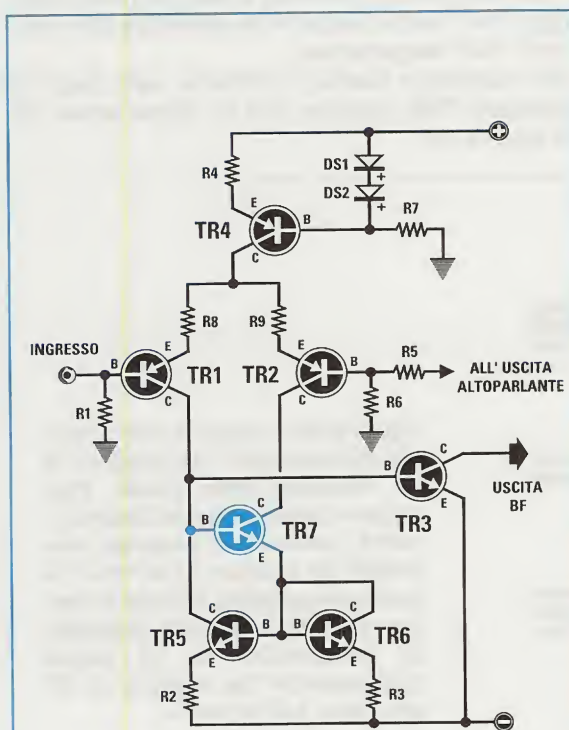 +
R4
DS1
+
DS2
+
E
B
C
TR4
R7
R8
R9
INGRESSO
E
E
B
TR1
TR2
B
R5
ALL' USCITA
ALTOPARLANTE
R1
C
C
R6
C
B
TR3
E
USCITA
BF
C
B
TR7
E
C
C
TR5
B
B
TR6
E
E
R2
R3
-